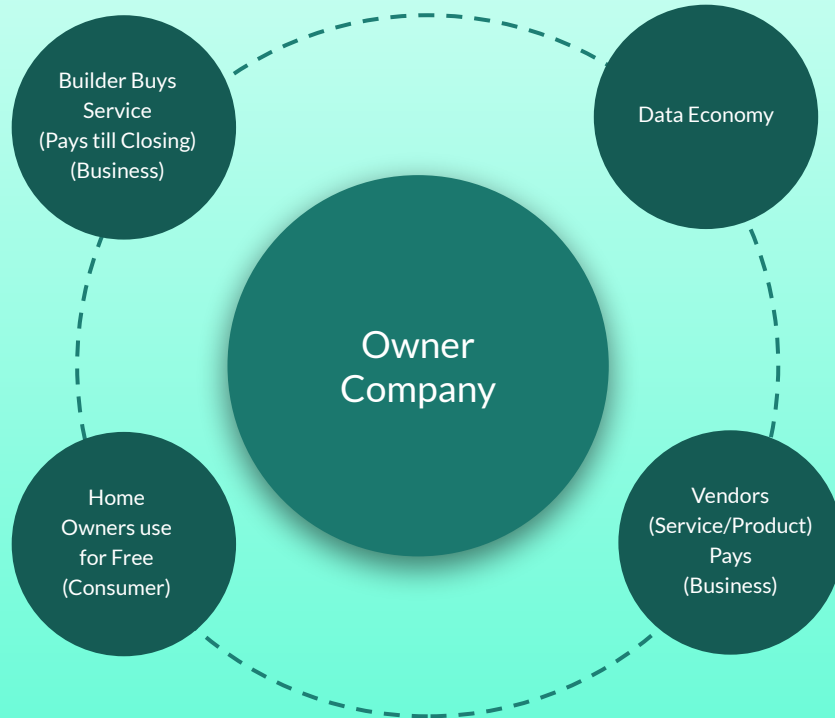 Builder Buys
Service
(Pays till Closing)
(Business)
Data Economy
Owner
Company
Home
Owners use
for Free
(Consumer)
Vendors
(Service/Product)
Pays
(Business)